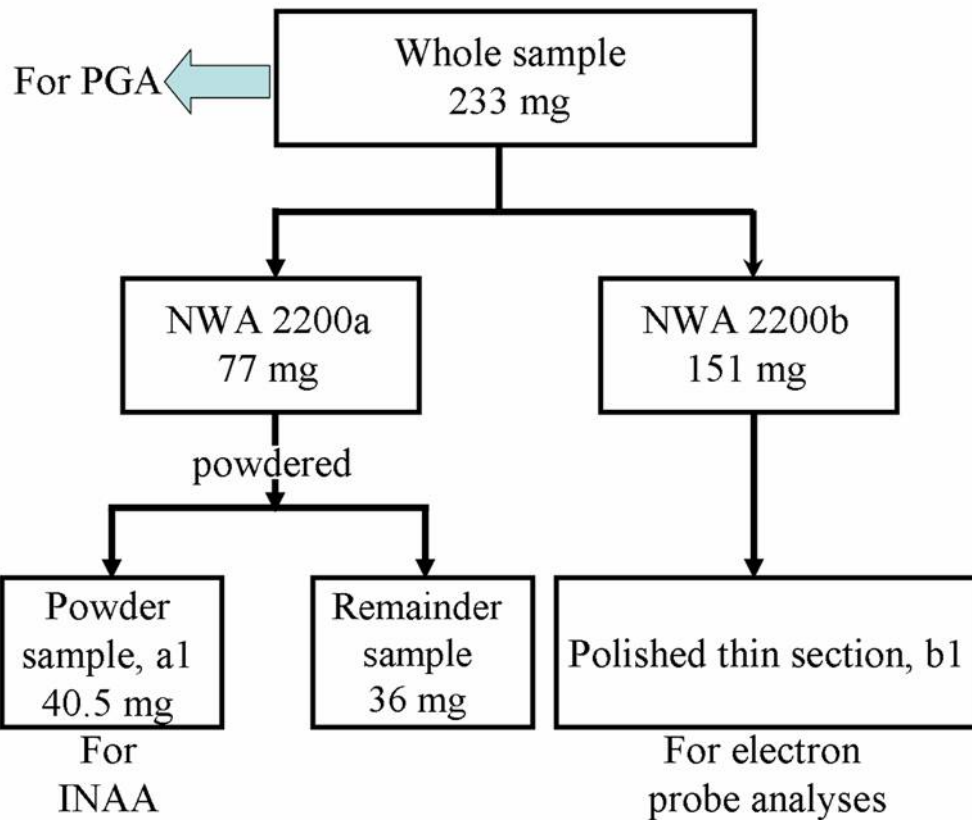 For PGA
Whole sample
233 mg
NWA 2200a
77 mg
NWA 2200b
151 mg
powdered
Powder
sample, a1
40.5 mg
Remainder
sample
36 mg
Polished thin section, b1
For
INAA
For electron
probe analyses